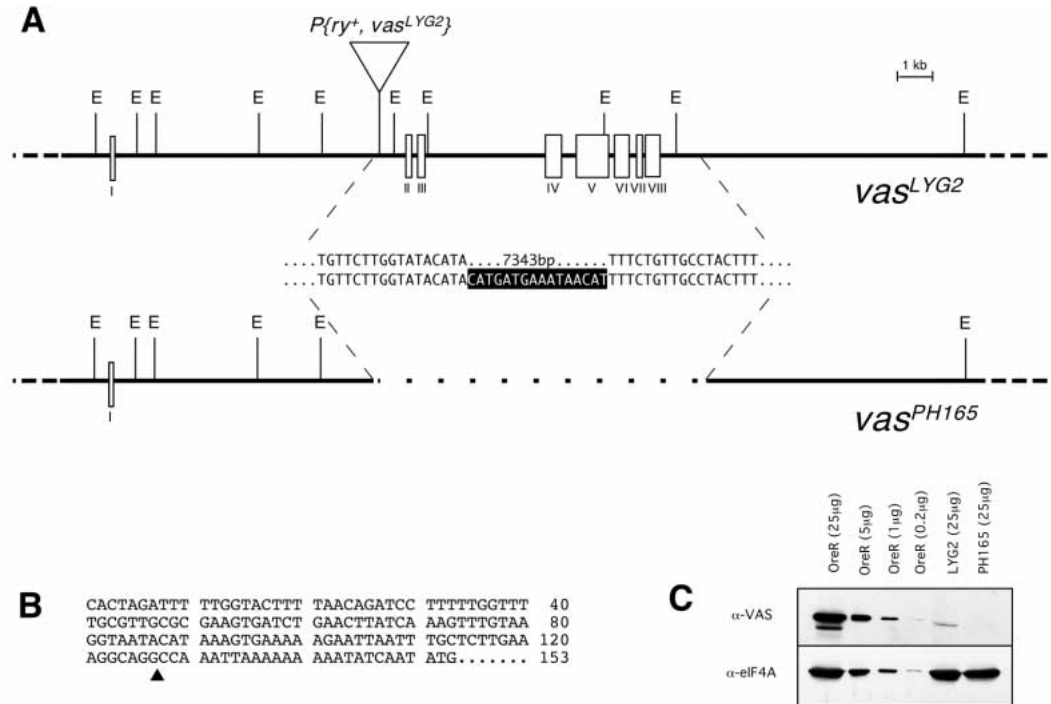 A
P{ry+, vasLYG2}
1 kb
E E E E E E E E E E
I II III IV V VI VII VIII
vasLYG2
....TGTTCTTGGTATACATA....7343bp......TTTCTGTTGCCTACTTT....
....TGTTCTTGGTATACATACATGATGAAATAACATTTTCTGTTGCCTACTTT....
E E E E E E
I
vasPH165
B
CACTAGATTT TTGGTACTTT TAACAGATCC TTTTTGGTTT 40
TGCGTTGCGC GAAGTGATCT GAACTTATCA AAGTTTGTAA 80
GGTAATACAT AAAGTGAAAA AGAATTAATT TGCTCTTGAA 120
AGGCAGGCCA AATTAAAAAA AAATATCAAT ATG....... 153
C
OreR (25µg)
OreR (5µg)
OreR (1µg)
OreR (0.2µg)
LYG2 (25µg)
PH165 (25µg)
α-VAS
α-eIF4A